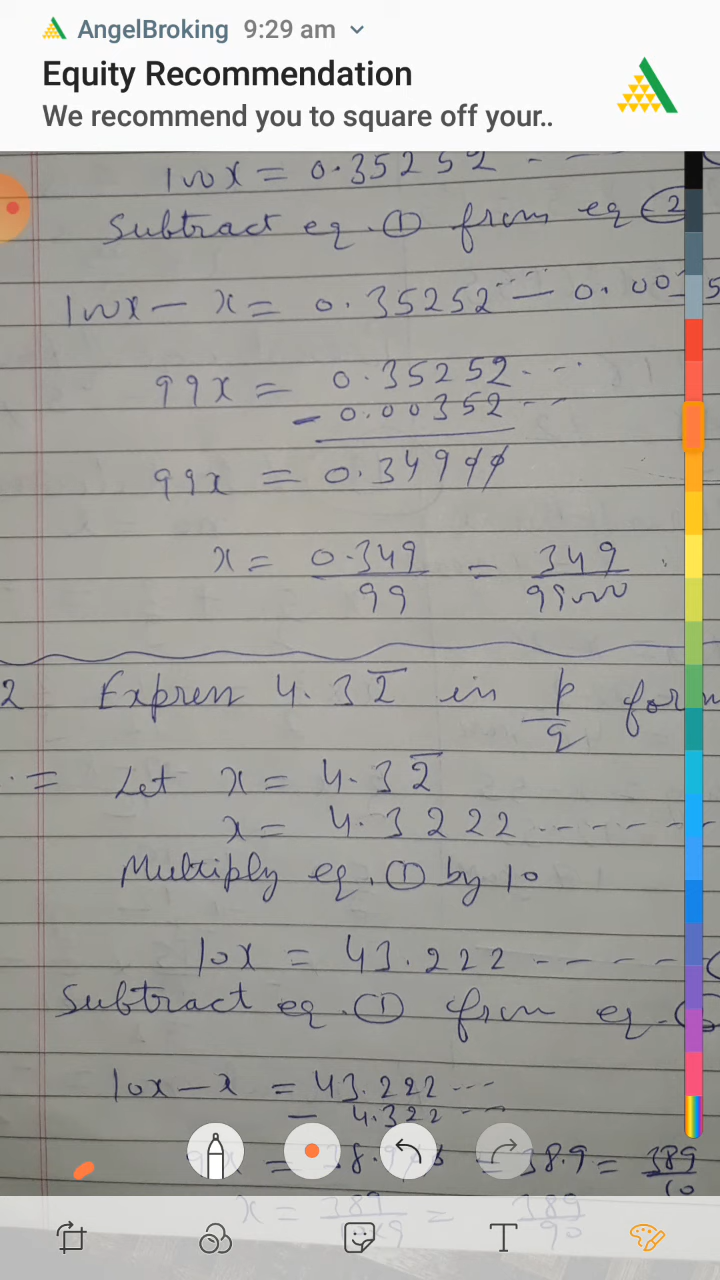 AngelBroking 9:29 am
Equity Recommendation
We recommend you to square off your..
100x = 0.35252 - --
Subtract eq. ① from eq ②
100x - x = 0.35252 .... - 0.0035
99x = 0.35252 - --
- 0.00352 --
99x = 0.34900
x = 0.349/99 = 349/99000
2 Express 4.32̅ in p/q form
Let x = 4.32̅
x = 4.3222 ------
Multiply eq. ① by 10
10x = 43.222 -----
Subtract eq. ① from eq.
10x - x = 43.222 ---
- 4.322 --
= 38.9 = 389/10
x = 389 = 389/90
T